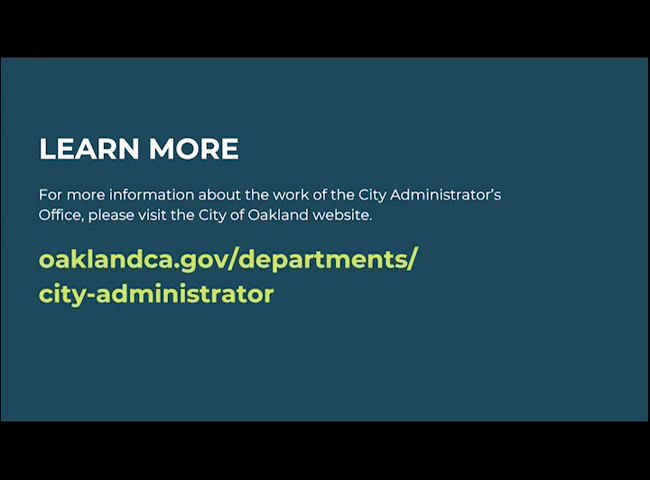 LEARN MORE
For more information about the work of the City Administrator's
Office, please visit the City of Oakland website.
oaklandca.gov/departments/
city-administrator